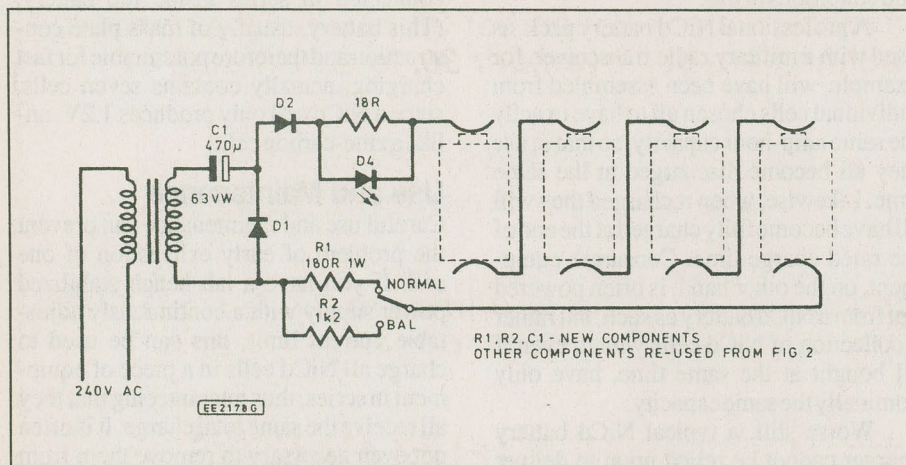 D2
18R
C1
470µ
63VW
D4
D1
R1
180R 1W
NORMAL
R2
1k2
BAL
R1,R2,C1 - NEW COMPONENTS
OTHER COMPONENTS RE-USED FROM FIG.2
240V AC
EE2178G